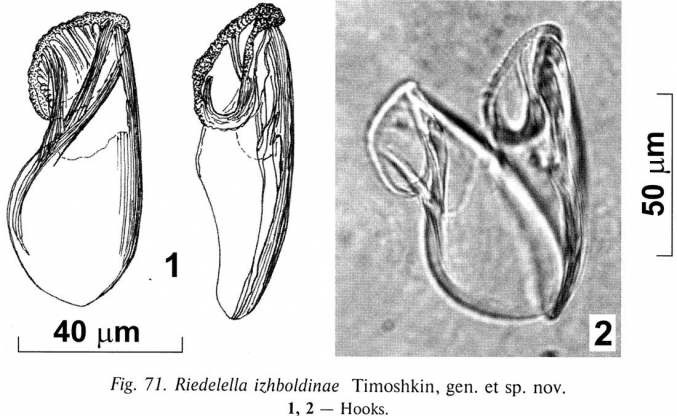 1
40 μm
2
50 μm
Fig. 71. Riedelella izhboldinae Timoshkin, gen. et sp. nov.
1, 2 — Hooks.